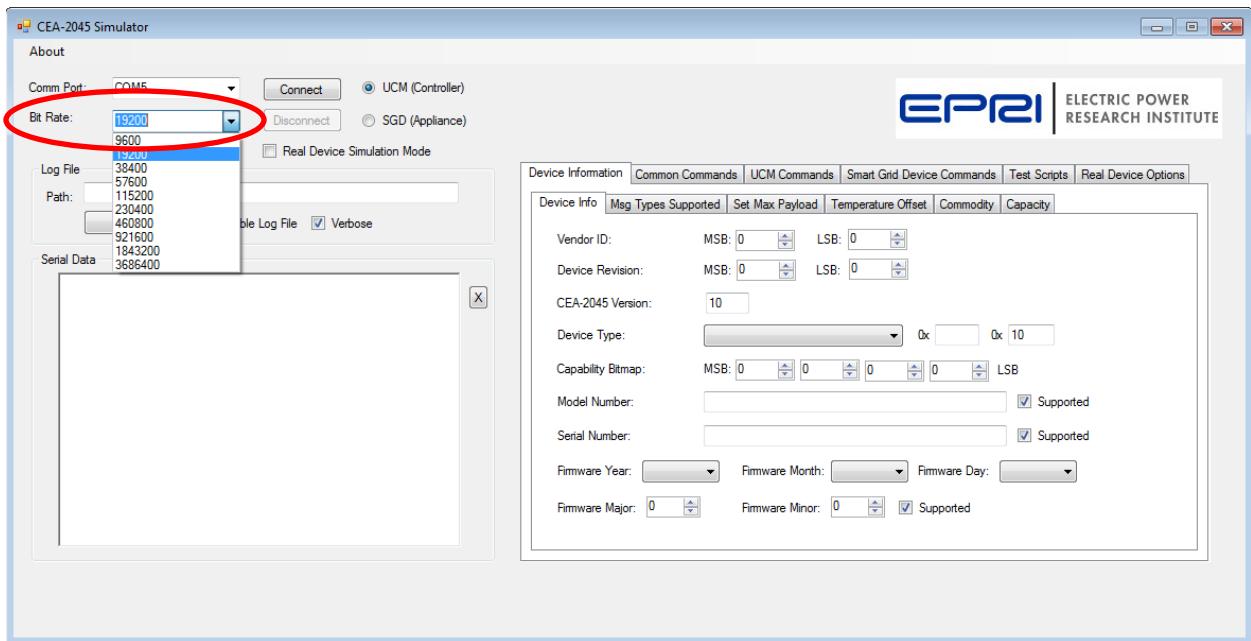 CEA-2045 Simulator
About
Comm Port: COM5 Connect UCM (Controller)
Bit Rate: 19200 Disconnect SGD (Appliance)
9600
19200
38400
57600
115200
230400
460800
921600
1843200
3686400
Real Device Simulation Mode
Log File
Path:
ble Log File Verbose
Serial Data
X
EPRI ELECTRIC POWER
RESEARCH INSTITUTE
Device Information Common Commands UCM Commands Smart Grid Device Commands Test Scripts Real Device Options
Device Info Msg Types Supported Set Max Payload Temperature Offset Commodity Capacity
Vendor ID: MSB: 0 LSB: 0
Device Revision: MSB: 0 LSB: 0
CEA-2045 Version: 10
Device Type: 0x 0x 10
Capability Bitmap: MSB: 0 0 0 0 LSB
Model Number: Supported
Serial Number: Supported
Firmware Year: Firmware Month: Firmware Day:
Firmware Major: 0 Firmware Minor: 0 Supported